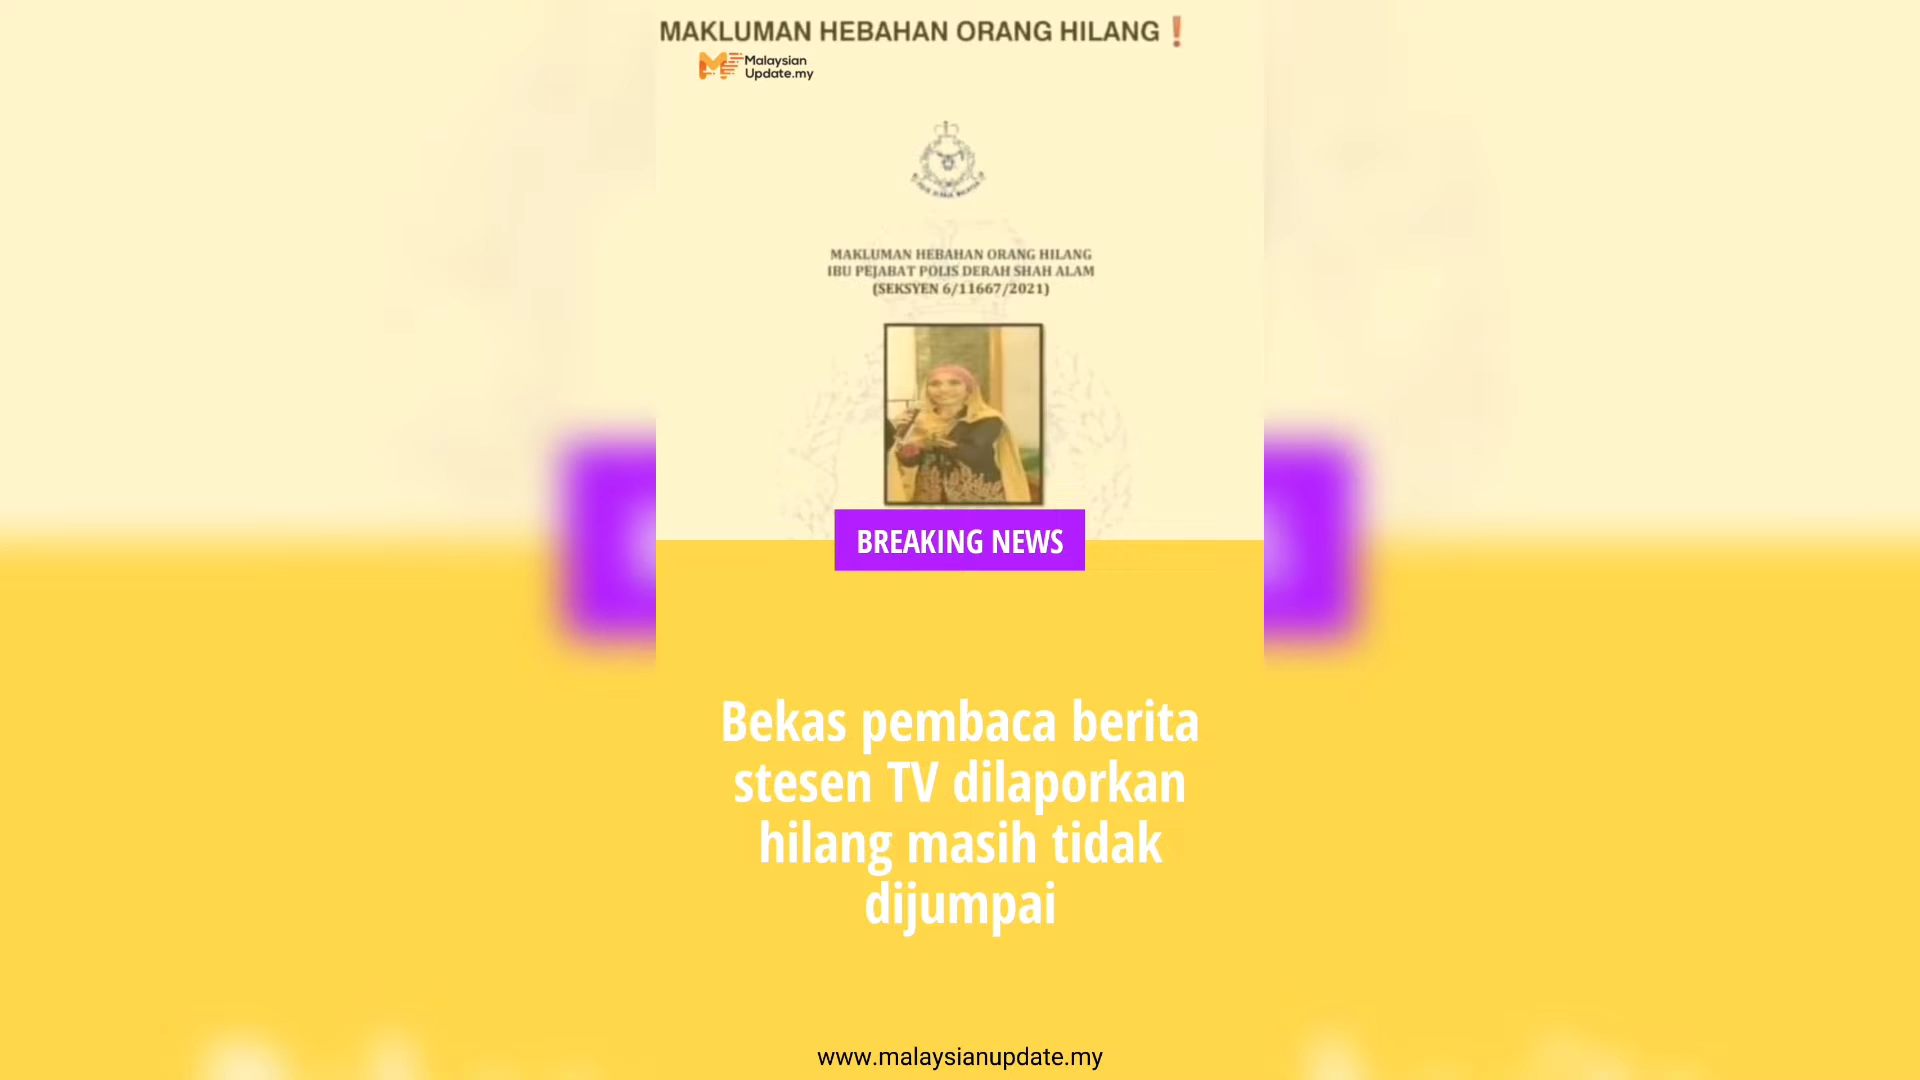 MAKLUMAN HEBAHAN ORANG HILANG❗
Malaysian
Update.my
MAKLUMAN HEBAHAN ORANG HILANG
IBU PEJABAT POLIS DERAH SHAH ALAM
(SEKSYEN 6/11667/2021)
BREAKING NEWS
Bekas pembaca berita
stesen TV dilaporkan
hilang masih tidak
dijumpai
www.malaysianupdate.my